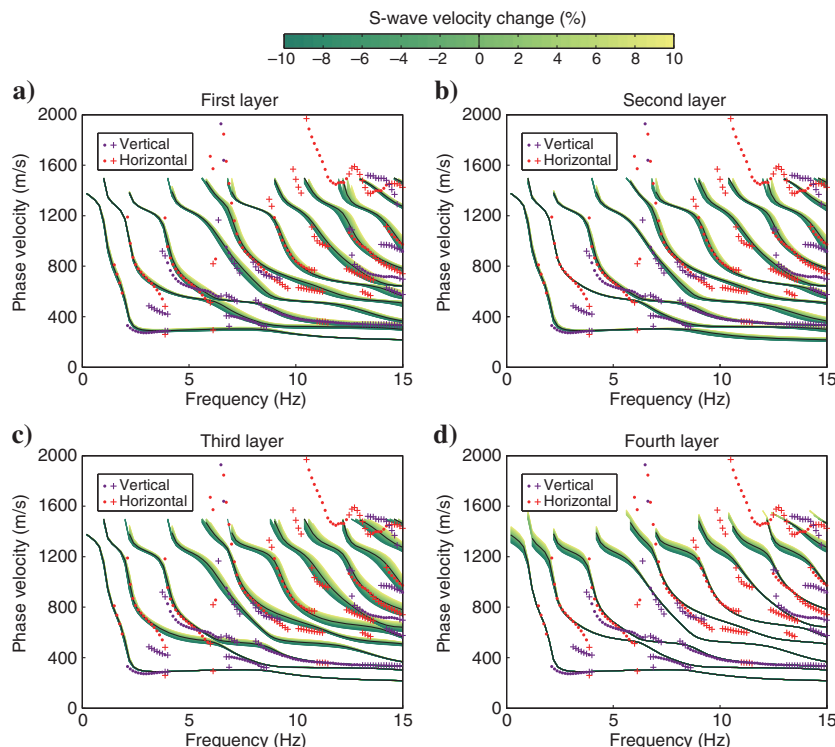 S-wave velocity change (%)
−10 −8 −6 −4 −2 0 2 4 6 8 10
a)
First layer
Phase velocity (m/s)
2000
1600
1200
800
400
0
Vertical
Horizontal
0 5 10 15
Frequency (Hz)
b)
Second layer
Phase velocity (m/s)
2000
1600
1200
800
400
0
Vertical
Horizontal
0 5 10 15
Frequency (Hz)
c)
Third layer
Phase velocity (m/s)
2000
1600
1200
800
400
0
Vertical
Horizontal
0 5 10 15
Frequency (Hz)
d)
Fourth layer
Phase velocity (m/s)
2000
1600
1200
800
400
0
Vertical
Horizontal
0 5 10 15
Frequency (Hz)